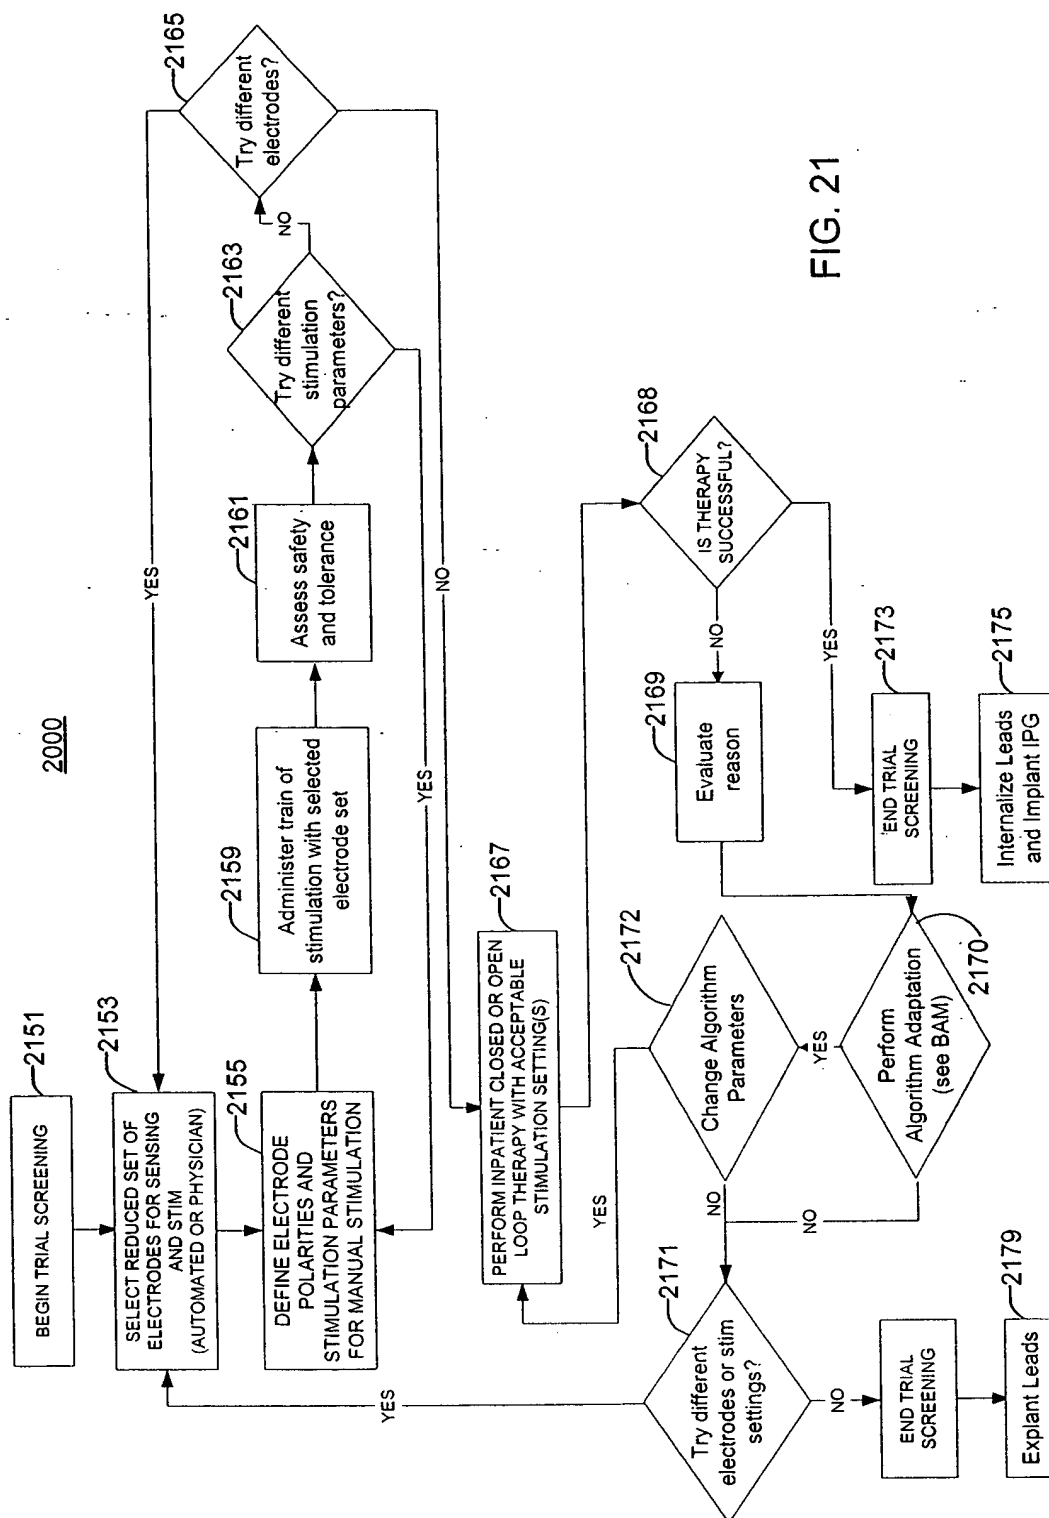 2000
BEGIN TRIAL SCREENING
2151
SELECT REDUCED SET OF
ELECTRODES FOR SENSING
AND STIM
(AUTOMATED OR PHYSICIAN)
2153
DEFINE ELECTRODE
POLARITIES AND
STIMULATION PARAMETERS
FOR MANUAL STIMULATION
2155
Administer train of
stimulation with selected
electrode set
2159
Assess safety
and tolerance
2161
Try different
stimulation
parameters?
2163
NO
YES
Try different
electrodes?
2165
YES
NO
PERFORM INPATIENT CLOSED OR OPEN
LOOP THERAPY WITH ACCEPTABLE
STIMULATION SETTING(S)
2167
IS THERAPY
SUCCESSFUL?
2168
NO
YES
Evaluate
reason
2169
Perform
Algorithm Adaptation
(see BAM)
2170
YES
NO
Change Algorithm
Parameters
2172
YES
NO
Try different
electrodes or stim
settings?
2171
YES
NO
END TRIAL
SCREENING
2173
Internalize Leads
and Implant IPG
2175
END TRIAL
SCREENING
Explant Leads
2179
FIG. 21